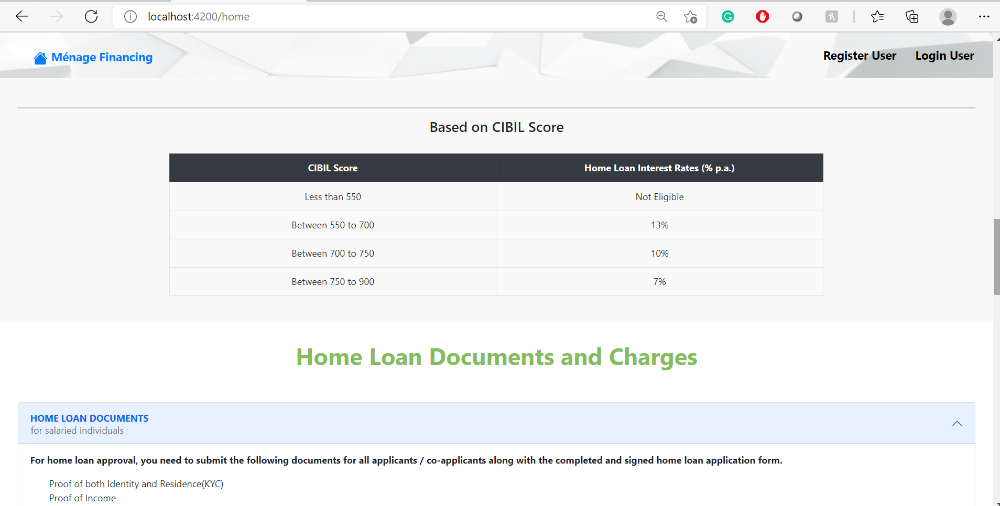 localhost:4200/home
Ménage Financing
Register User
Login User
Based on CIBIL Score
CIBIL Score
Home Loan Interest Rates (% p.a.)
Less than 550
Not Eligible
Between 550 to 700
13%
Between 700 to 750
10%
Between 750 to 900
7%
Home Loan Documents and Charges
HOME LOAN DOCUMENTS
for salaried individuals
For home loan approval, you need to submit the following documents for all applicants / co-applicants along with the completed and signed home loan application form.
Proof of both Identity and Residence(KYC)
Proof of Income